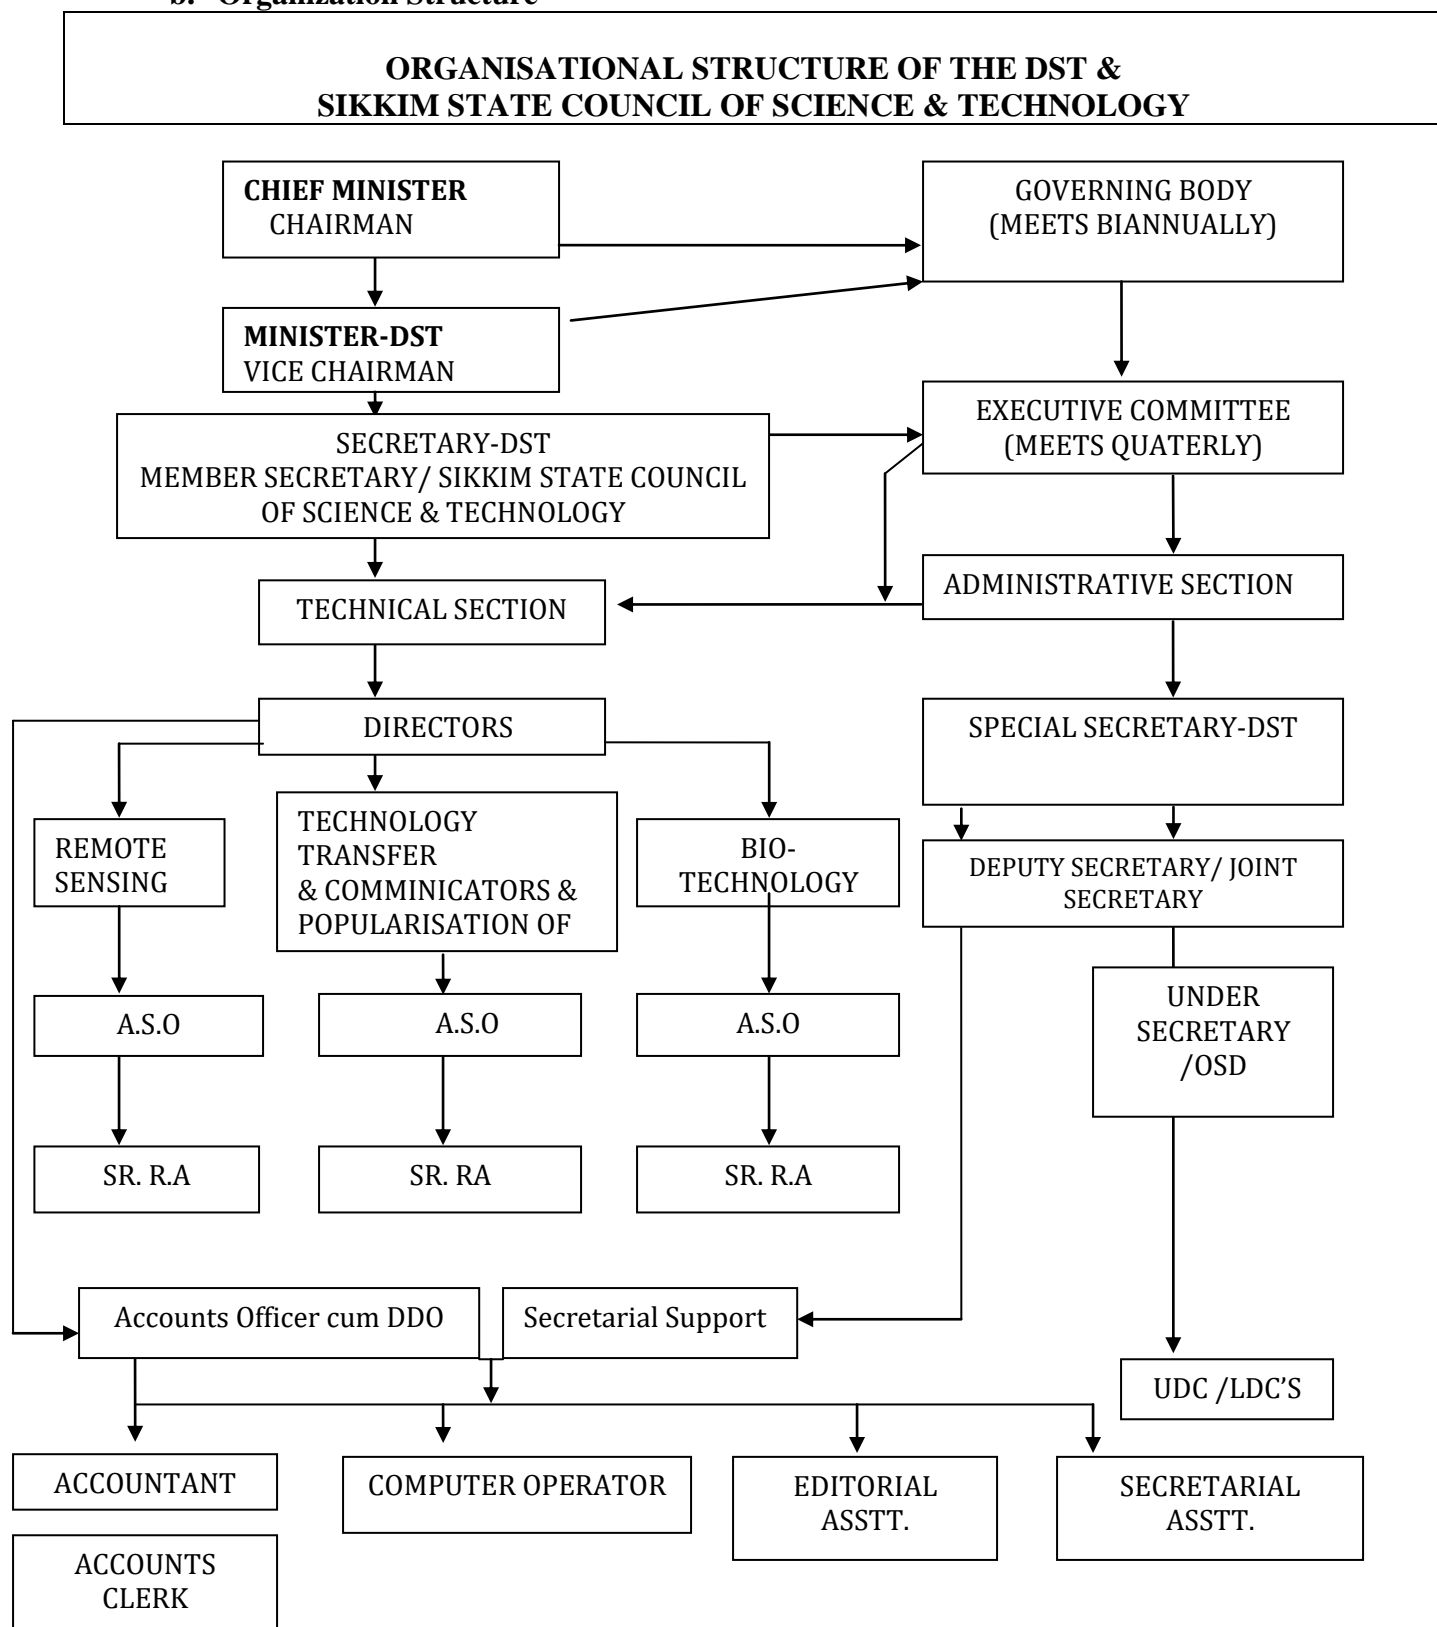 b. Organization Structure
ORGANISATIONAL STRUCTURE OF THE DST &
SIKKIM STATE COUNCIL OF SCIENCE & TECHNOLOGY
CHIEF MINISTER
CHAIRMAN
GOVERNING BODY
(MEETS BIANNUALLY)
MINISTER-DST
VICE CHAIRMAN
EXECUTIVE COMMITTEE
(MEETS QUATERLY)
SECRETARY-DST
MEMBER SECRETARY/ SIKKIM STATE COUNCIL
OF SCIENCE & TECHNOLOGY
ADMINISTRATIVE SECTION
TECHNICAL SECTION
DIRECTORS
SPECIAL SECRETARY-DST
REMOTE
SENSING
TECHNOLOGY
TRANSFER
& COMMINICATORS &
POPULARISATION OF
BIO-
TECHNOLOGY
DEPUTY SECRETARY/ JOINT
SECRETARY
A.S.O
A.S.O
A.S.O
UNDER
SECRETARY
/OSD
SR. R.A
SR. RA
SR. R.A
Accounts Officer cum DDO
Secretarial Support
UDC /LDC’S
ACCOUNTANT
COMPUTER OPERATOR
EDITORIAL
ASSTT.
SECRETARIAL
ASSTT.
ACCOUNTS
CLERK